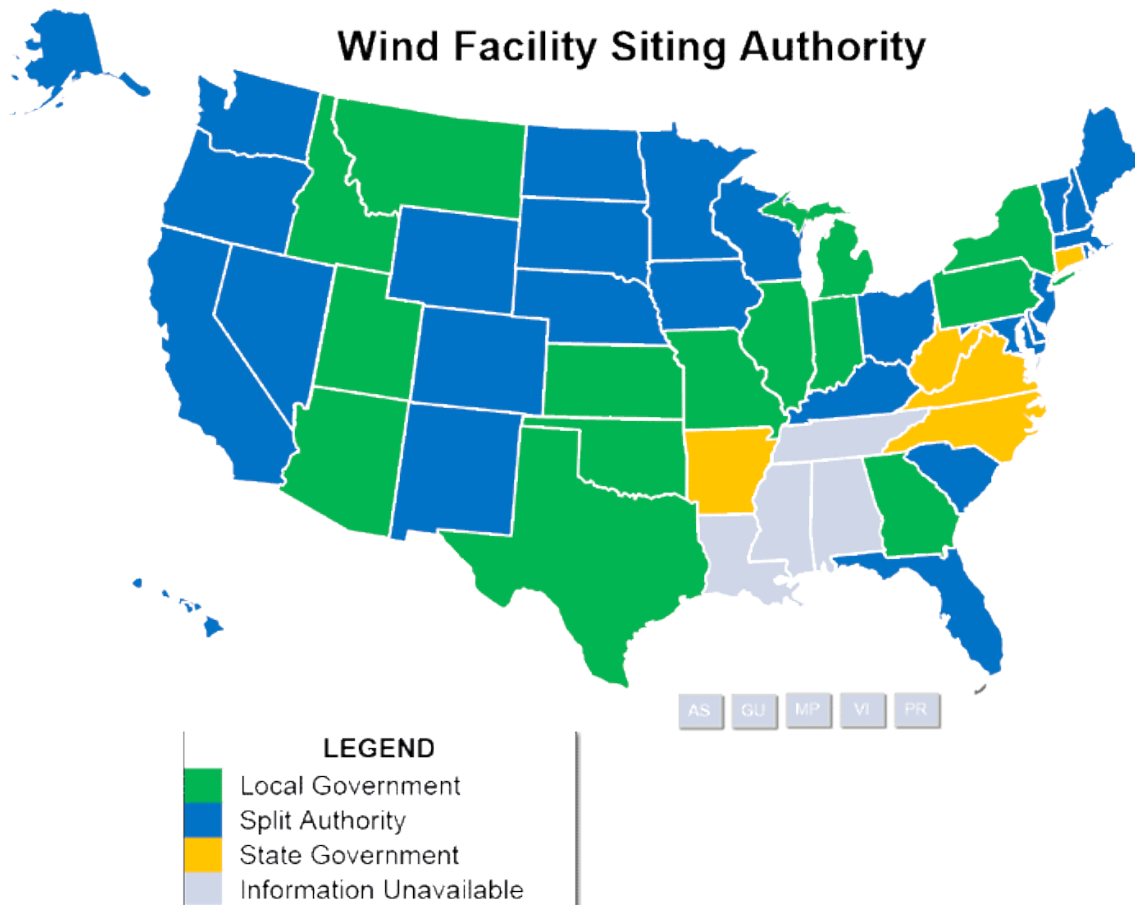 Wind Facility Siting Authority
AS GU MP VI PR
LEGEND
Local Government
Split Authority
State Government
Information Unavailable